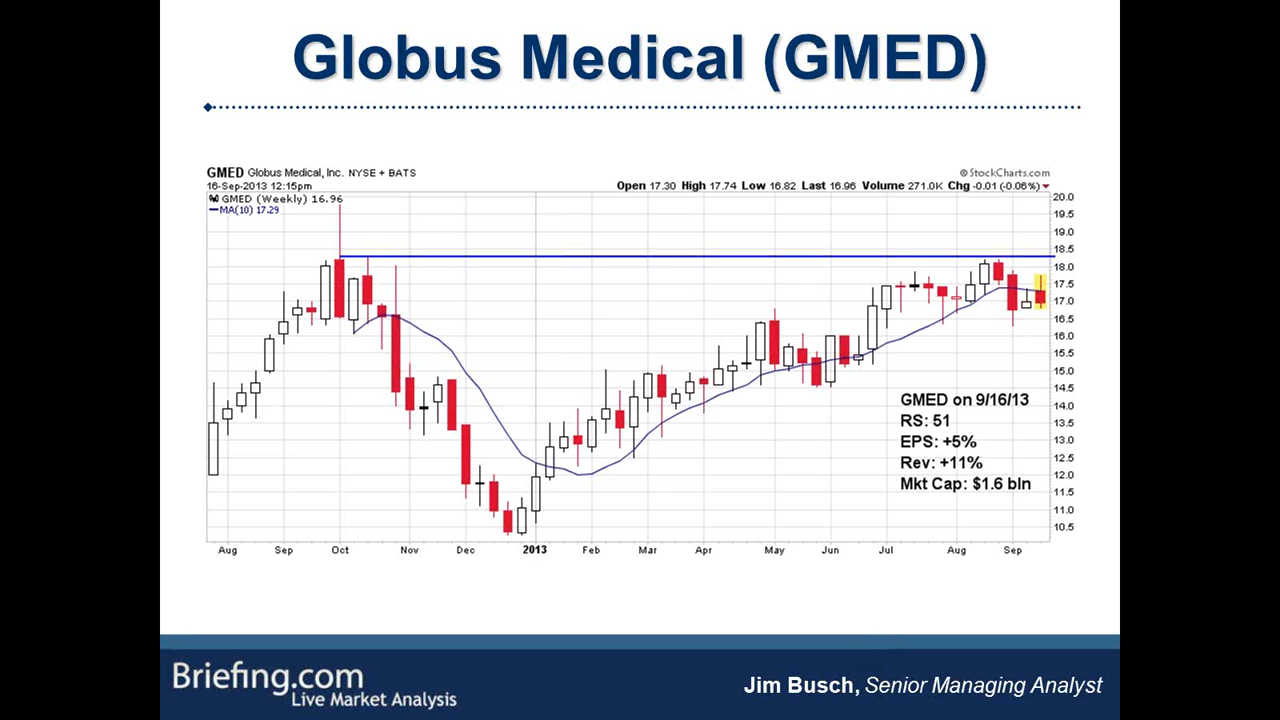 Globus Medical (GMED)
GMED Globus Medical, Inc. NYSE + BATS
© StockCharts.com
16-Sep-2013 12:15pm
Open 17.30 High 17.74 Low 16.82 Last 16.96 Volume 271.0K Chg -0.01 (-0.06%)
GMED (Weekly) 16.96
MA(10) 17.29
20.0
19.5
19.0
18.5
18.0
17.5
17.0
16.5
16.0
15.5
15.0
14.5
14.0
13.5
13.0
12.5
12.0
11.5
11.0
10.5
GMED on 9/16/13
RS: 51
EPS: +5%
Rev: +11%
Mkt Cap: $1.6 bln
Aug Sep Oct Nov Dec 2013 Feb Mar Apr May Jun Jul Aug Sep
Briefing.com
Live Market Analysis
Jim Busch, Senior Managing Analyst